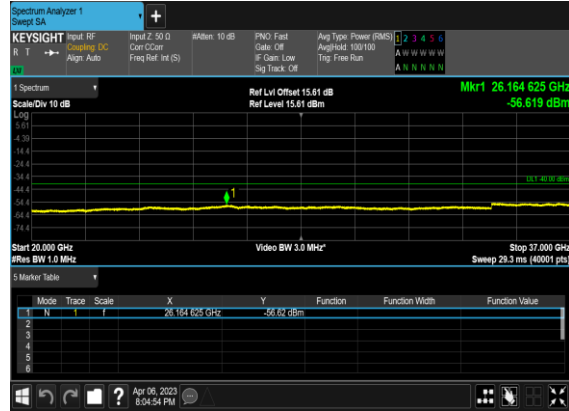 Spectrum Analyzer 1
Swept SA
+
KEYSIGHT
R T
LW
Input: RF
Coupling: DC
Align: Auto
Input Z: 50 Ω
Corr CCorr
Freq Ref: Int (S)
#Atten: 10 dB
PNO: Fast
Gate: Off
IF Gain: Low
Sig Track: Off
Avg Type: Power (RMS)
Avg|Hold: 100/100
Trig: Free Run
1 2 3 4 5 6
A W W W W W
A N N N N N
1 Spectrum
Scale/Div 10 dB
Ref Lvl Offset 15.61 dB
Ref Level 15.61 dBm
Mkr1 26.164 625 GHz
-56.619 dBm
Log
5.61
-4.39
-14.4
-24.4
-34.4
-44.4
-54.4
-64.4
-74.4
1
DL1 -40.00 dBm
Start 20.000 GHz
#Res BW 1.0 MHz
Video BW 3.0 MHz*
Stop 37.000 GHz
Sweep 29.3 ms (40001 pts)
5 Marker Table
Mode Trace Scale X Y Function Function Width Function Value
1 N 1 f 26.164 625 GHz -56.62 dBm
2
3
4
5
6
?
Apr 06, 2023
8:04:54 PM